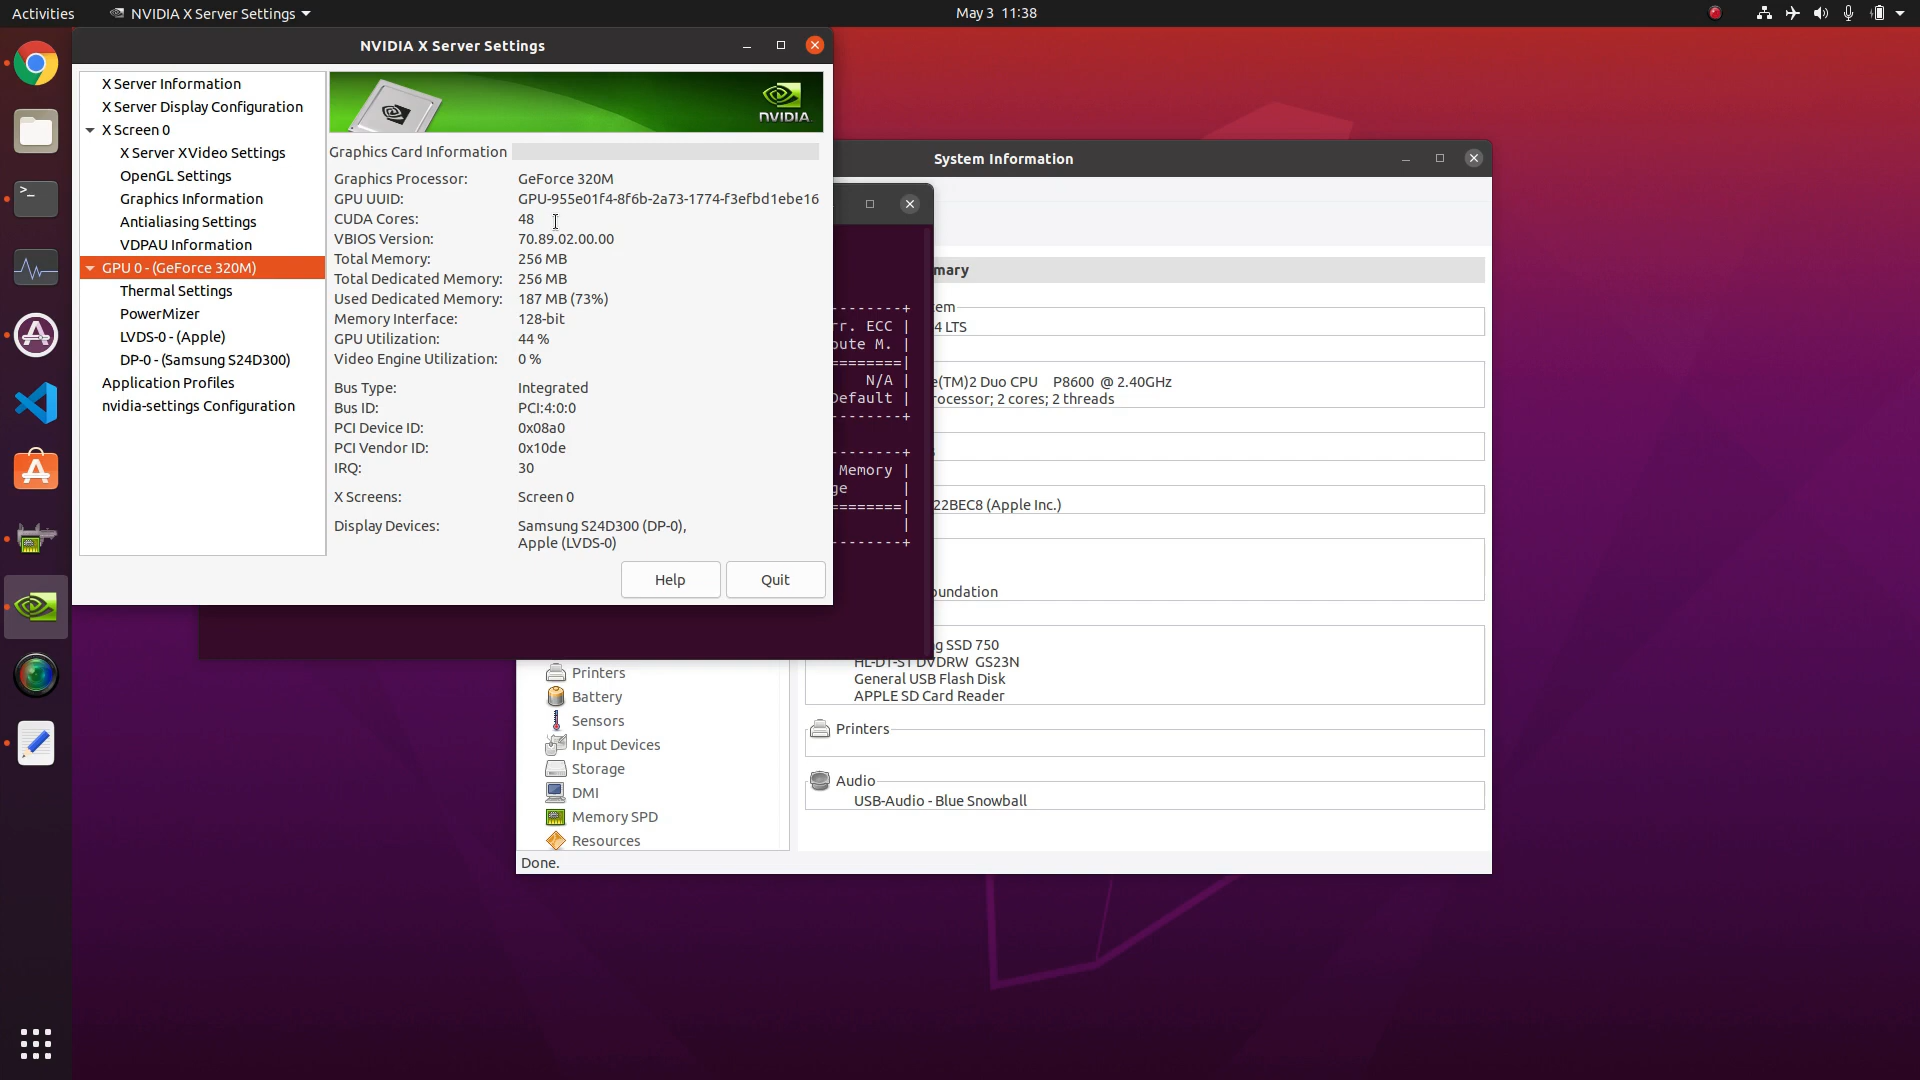 Activities
NVIDIA X Server Settings
May 3 11:38
NVIDIA X Server Settings
X Server Information
X Server Display Configuration
X Screen 0
X Server XVideo Settings
OpenGL Settings
Graphics Information
Antialiasing Settings
VDPAU Information
GPU 0 - (GeForce 320M)
Thermal Settings
PowerMizer
LVDS-0 - (Apple)
DP-0 - (Samsung S24D300)
Application Profiles
nvidia-settings Configuration
NVIDIA.
Graphics Card Information
Graphics Processor: GeForce 320M
GPU UUID: GPU-955e01f4-8f6b-2a73-1774-f3efbd1ebe16
CUDA Cores: 48
VBIOS Version: 70.89.02.00.00
Total Memory: 256 MB
Total Dedicated Memory: 256 MB
Used Dedicated Memory: 187 MB (73%)
Memory Interface: 128-bit
GPU Utilization: 44 %
Video Engine Utilization: 0 %
Bus Type: Integrated
Bus ID: PCI:4:0:0
PCI Device ID: 0x08a0
PCI Vendor ID: 0x10de
IRQ: 30
X Screens: Screen 0
Display Devices: Samsung S24D300 (DP-0),
Apple (LVDS-0)
Help
Quit
--------+
rr. ECC |
oute M. |
========|
N/A |
Default |
--------+
--------+
Memory |
ge |
========|
|
--------+
System Information
mary
em
4 LTS
e(TM)2 Duo CPU P8600 @ 2.40GHz
ocessor; 2 cores; 2 threads
22BEC8 (Apple Inc.)
oundation
g SSD 750
HL-DT-ST DVDRW GS23N
General USB Flash Disk
APPLE SD Card Reader
Printers
Audio
USB-Audio - Blue Snowball
Printers
Battery
Sensors
Input Devices
Storage
DMI
Memory SPD
Resources
Done.